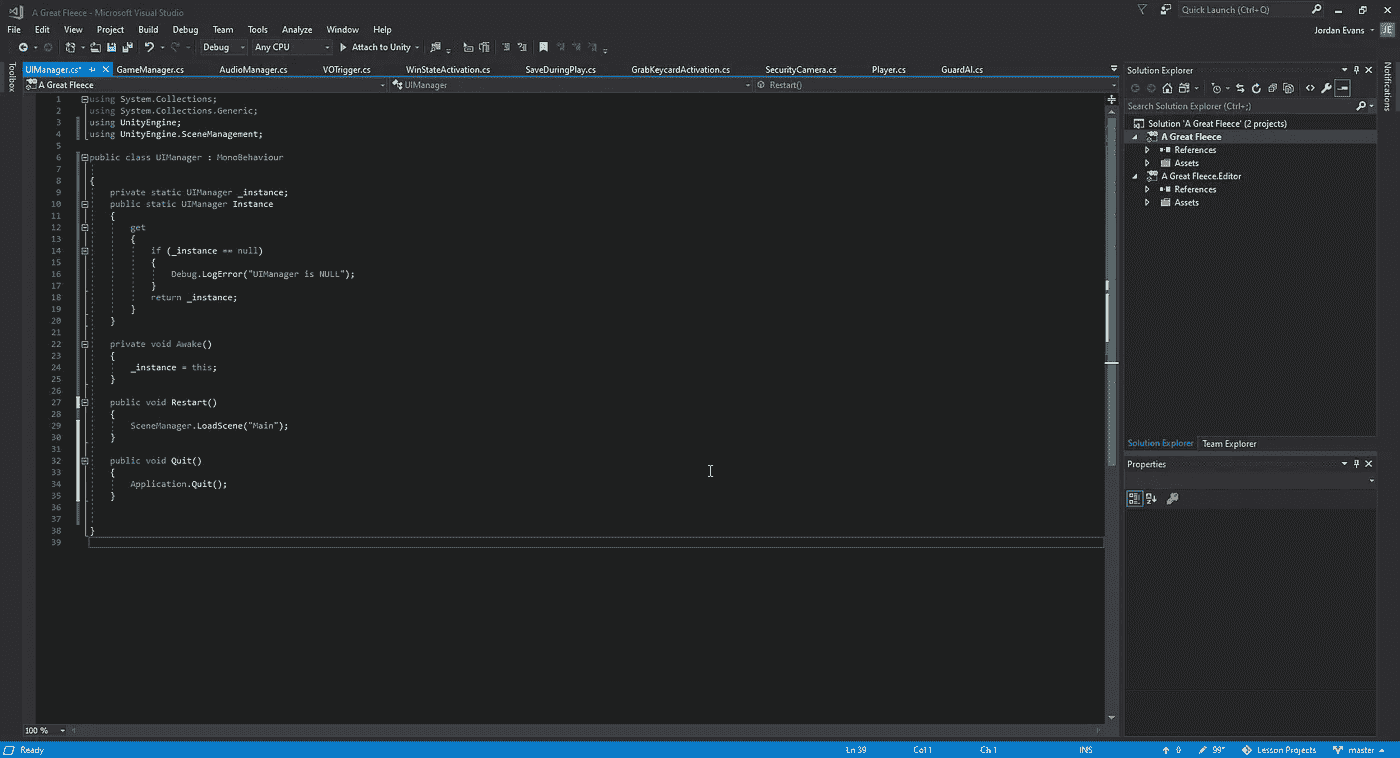 A Great Fleece - Microsoft Visual Studio
Quick Launch (Ctrl+Q)
File Edit View Project Build Debug Team Tools Analyze Window Help
Jordan Evans JE
Debug Any CPU Attach to Unity
Toolbox
UIManager.cs* GameManager.cs AudioManager.cs VOTrigger.cs WinStateActivation.cs SaveDuringPlay.cs GrabKeycardActivation.cs SecurityCamera.cs Player.cs GuardAI.cs
A Great Fleece UIManager Restart()
1 using System.Collections;
2 using System.Collections.Generic;
3 using UnityEngine;
4 using UnityEngine.SceneManagement;
5
6 public class UIManager : MonoBehaviour
7
8 {
9 private static UIManager _instance;
10 public static UIManager Instance
11 {
12 get
13 {
14 if (_instance == null)
15 {
16 Debug.LogError("UIManager is NULL");
17 }
18 return _instance;
19 }
20 }
21
22 private void Awake()
23 {
24 _instance = this;
25 }
26
27 public void Restart()
28 {
29 SceneManager.LoadScene("Main");
30 }
31
32 public void Quit()
33 {
34 Application.Quit();
35 }
36
37
38 }
39
100 %
Solution Explorer
Search Solution Explorer (Ctrl+;)
Solution 'A Great Fleece' (2 projects)
A Great Fleece
References
Assets
A Great Fleece.Editor
References
Assets
Solution Explorer Team Explorer
Properties
Notifications
Ready Ln 39 Col 1 Ch 1 INS 0 99* Lesson Projects master